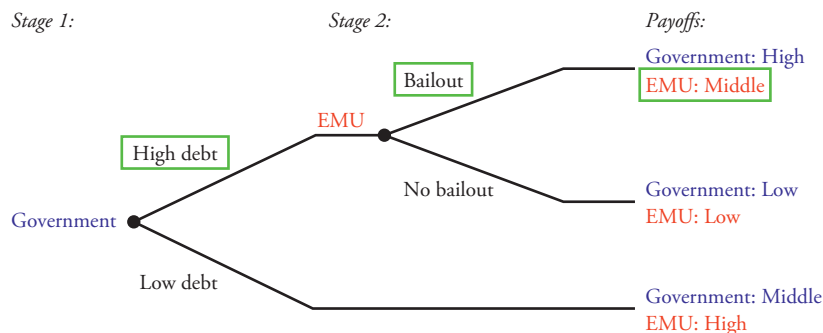 Stage 1:
Stage 2:
Payoffs:
Government: High
EMU: Middle
Bailout
EMU
High debt
No bailout
Government: Low
EMU: Low
Government
Low debt
Government: Middle
EMU: High